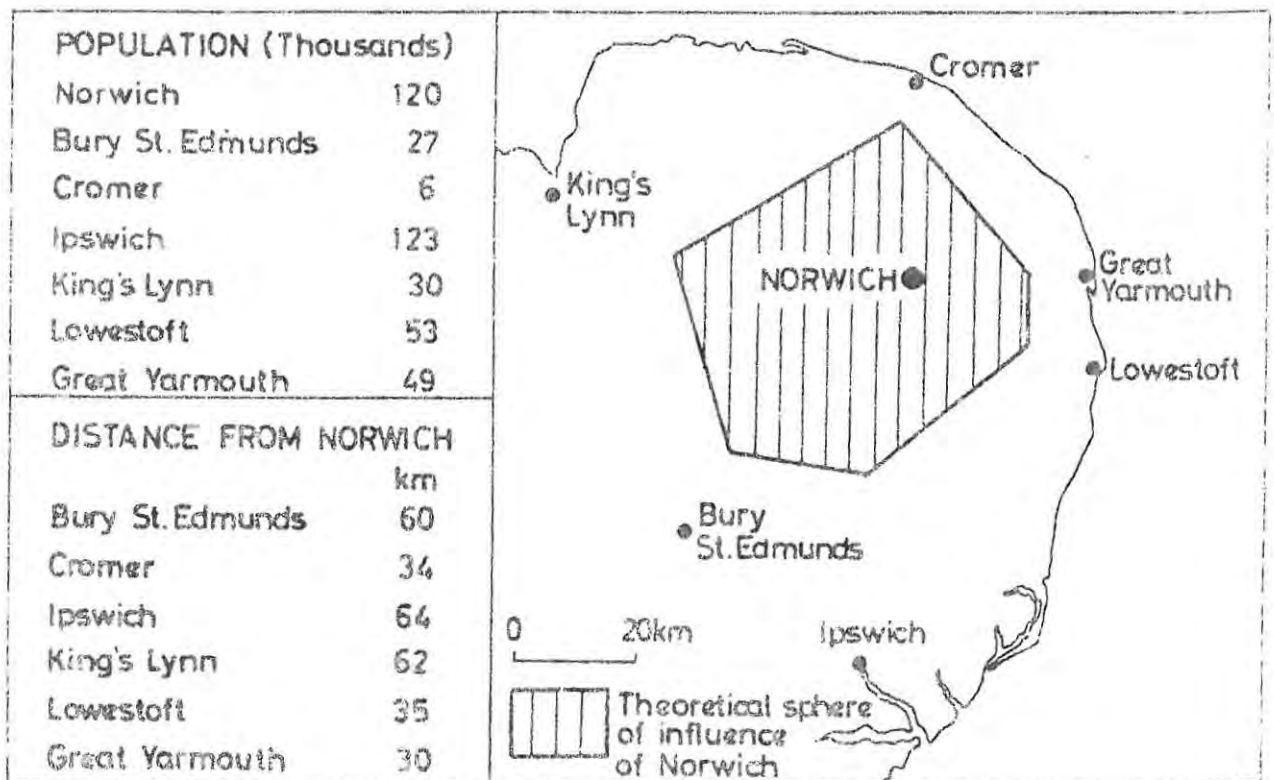 POPULATION (Thousands)
Norwich 120
Bury St. Edmunds 27
Cromer 6
Ipswich 123
King's Lynn 30
Lowestoft 53
Great Yarmouth 49
DISTANCE FROM NORWICH
km
Bury St. Edmunds 60
Cromer 34
Ipswich 64
King's Lynn 62
Lowestoft 35
Great Yarmouth 30
Cromer
King's
Lynn
NORWICH
Great
Yarmouth
Lowestoft
Bury
St. Edmunds
0 20km
Ipswich
Theoretical sphere
of influence
of Norwich